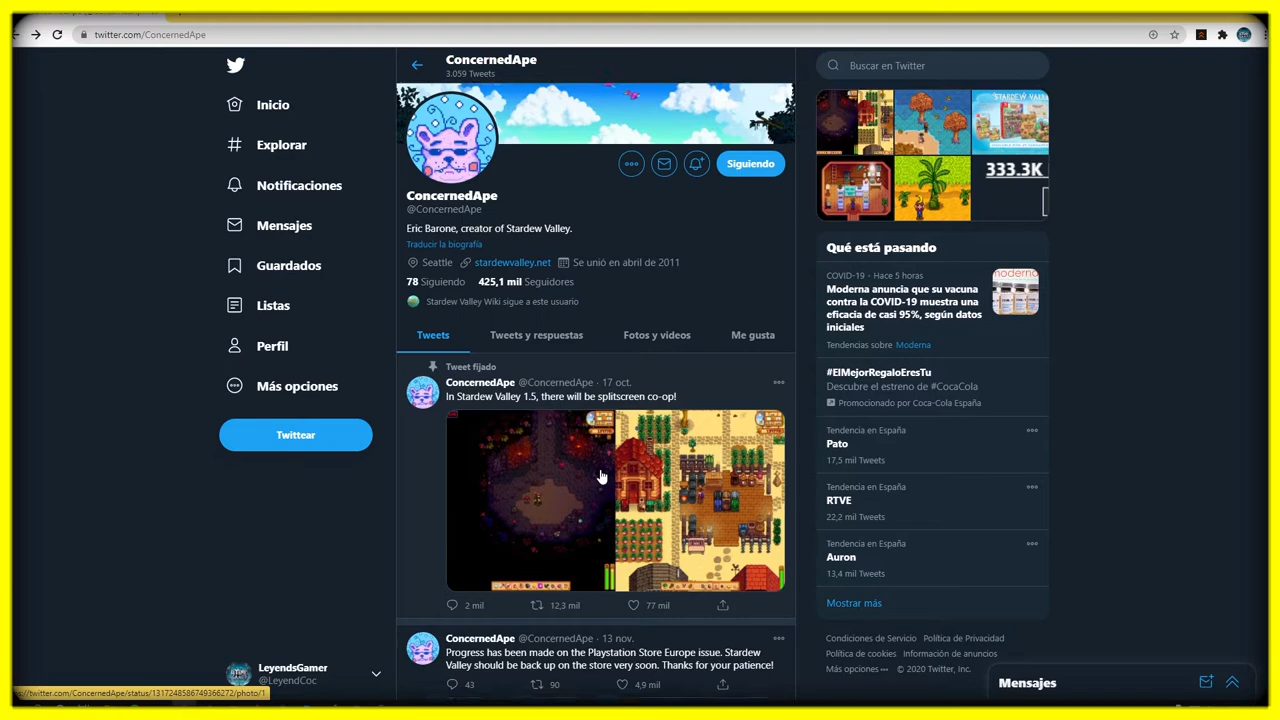 twitter.com/ConcernedApe
Inicio
Explorar
Notificaciones
Mensajes
Guardados
Listas
Perfil
Más opciones
Twittear
LeyendsGamer
@LeyendCoc
ConcernedApe
3.059 Tweets
Siguiendo
ConcernedApe
@ConcernedApe
Eric Barone, creator of Stardew Valley.
Traducir la biografía
Seattle stardewvalley.net Se unió en abril de 2011
78 Siguiendo 425,1 mil Seguidores
Stardew Valley Wiki sigue a este usuario
Tweets Tweets y respuestas Fotos y videos Me gusta
Tweet fijado
ConcernedApe @ConcernedApe · 17 oct.
In Stardew Valley 1.5, there will be splitscreen co-op!
2 mil 12,3 mil 77 mil
ConcernedApe @ConcernedApe · 13 nov.
Progress has been made on the Playstation Store Europe issue. Stardew
Valley should be back up on the store very soon. Thanks for your patience!
43 90 4,9 mil
Buscar en Twitter
STARDEW VALLEY
333.3K
Qué está pasando
COVID-19 · Hace 5 horas
Moderna anuncia que su vacuna
contra la COVID-19 muestra una
eficacia de casi 95%, según datos
iniciales
moderna
Tendencias sobre Moderna
#ElMejorRegaloEresTu
Descubre el estreno de #CocaCola
Promocionado por Coca-Cola España
Tendencia en España
Pato
17,5 mil Tweets
Tendencia en España
RTVE
22,2 mil Tweets
Tendencia en España
Auron
13,4 mil Tweets
Mostrar más
Condiciones de Servicio Política de Privacidad
Política de cookies Información de anuncios
Más opciones © 2020 Twitter, Inc.
Mensajes
s://twitter.com/ConcernedApe/status/1317248586749366272/photo/1